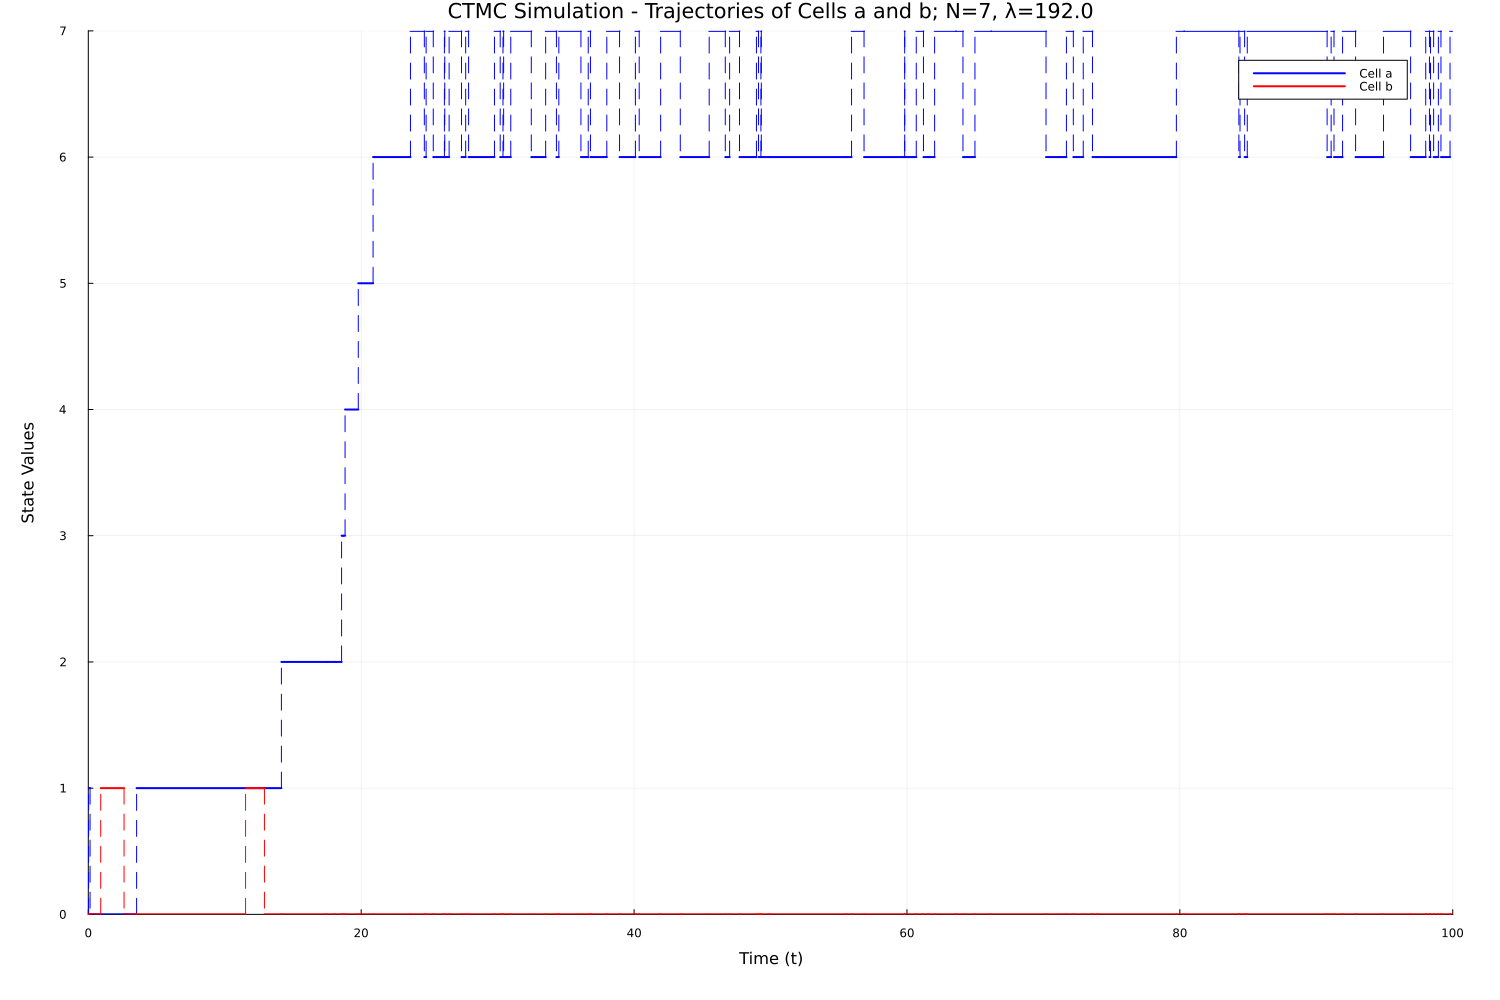 CTMC Simulation - Trajectories of Cells a and b; N=7, λ=192.0
7
6
5
4
3
2
1
0
State Values
Cell a
Cell b
0 20 40 60 80 100
Time (t)